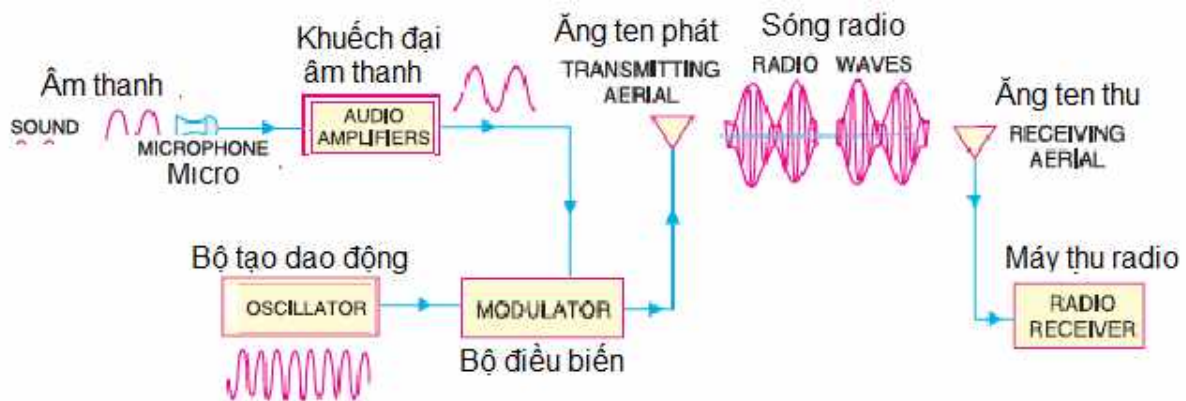 Âm thanh
SOUND
MICROPHONE
Micro
Khuếch đại
âm thanh
AUDIO
AMPLIFIERS
Ăng ten phát
TRANSMITTING
AERIAL
Sóng radio
RADIO WAVES
Ăng ten thu
RECEIVING
AERIAL
Bộ tạo dao động
OSCILLATOR
MODULATOR
Bộ điều biến
Máy thu radio
RADIO
RECEIVER